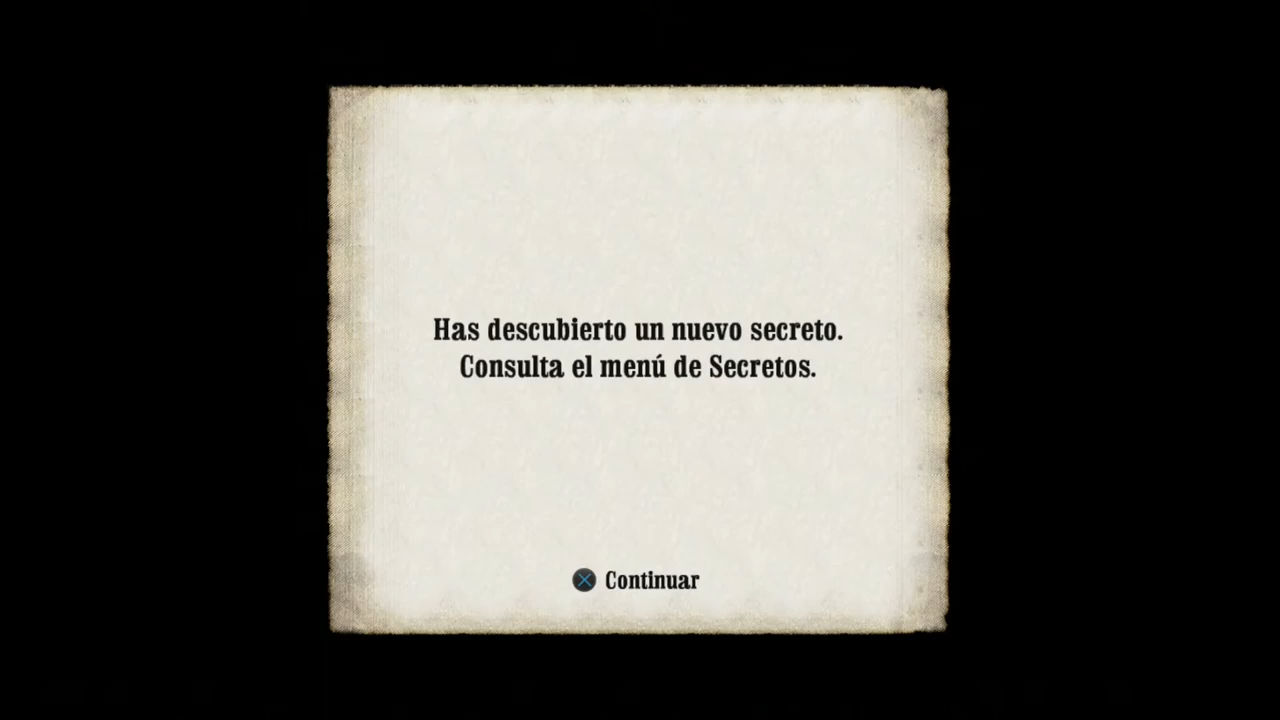 Has descubierto un nuevo secreto.
Consulta el menú de Secretos.
Continuar